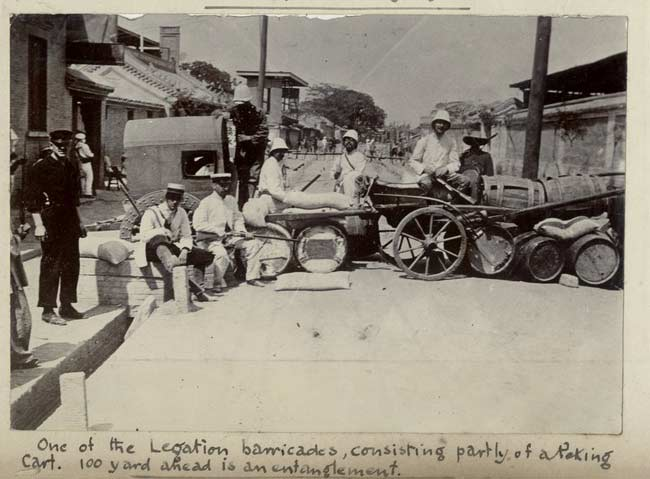 One of the Legation barricades, consisting partly of a Peking
Cart. 100 yard ahead is an entanglement.